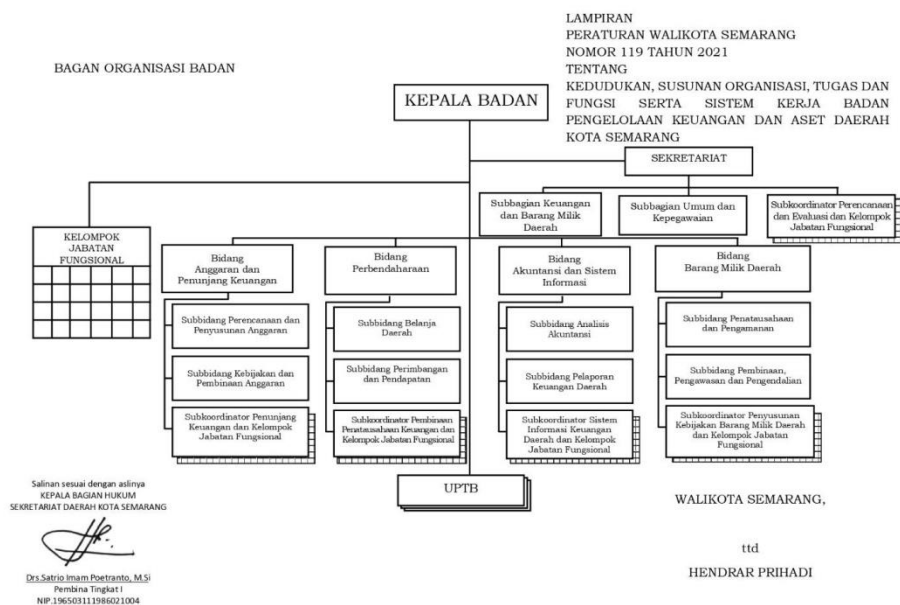 LAMPIRAN
PERATURAN WALIKOTA SEMARANG
NOMOR 119 TAHUN 2021
TENTANG
KEDUDUKAN, SUSUNAN ORGANISASI, TUGAS DAN
FUNGSI SERTA SISTEM KERJA BADAN
PENGELOLAAN KEUANGAN DAN ASET DAERAH
KOTA SEMARANG
BAGAN ORGANISASI BADAN
KEPALA BADAN
SEKRETARIAT
Subbagian Keuangan
dan Barang Milik
Daerah
Subbagian Umum dan
Kepegawaian
Subkoordinator Perencanaan
dan Evaluasi dan Kelompok
Jabatan Fungsional
KELOMPOK
JABATAN
FUNGSIONAL
Bidang
Anggaran dan
Penunjang Keuangan
Bidang
Perbendaharaan
Bidang
Akuntansi dan Sistem
Informasi
Bidang
Barang Milik Daerah
Subbidang Perencanaan dan
Penyusunan Anggaran
Subbidang Belanja
Daerah
Subbidang Analisis
Akuntansi
Subbidang Penatausahaan
dan Pengamanan
Subbidang Kebijakan dan
Pembinaan Anggaran
Subbidang Perimbangan
dan Pendapatan
Subbidang Pelaporan
Keuangan Daerah
Subbidang Pembinaan,
Pengawasan dan Pengendalian
Subkoordinator Penunjang
Keuangan dan Kelompok
Jabatan Fungsional
Subkoordinator Pembinaan
Penatausahaan Keuangan dan
Kelompok Jabatan Fungsional
Subkoordinator Sistem
Informasi Keuangan
Daerah dan Kelompok
Jabatan Fungsional
Subkoordinator Penyusunan
Kebijakan Barang Milik Daerah
dan Kelompok Jabatan
Fungsional
UPTB
Salinan sesuai dengan aslinya
KEPALA BAGIAN HUKUM
SEKRETARIAT DAERAH KOTA SEMARANG
Drs.Satrio Imam Poetranto, M.Si
Pembina Tingkat I
NIP.196503111986021004
WALIKOTA SEMARANG,
ttd
HENDRAR PRIHADI